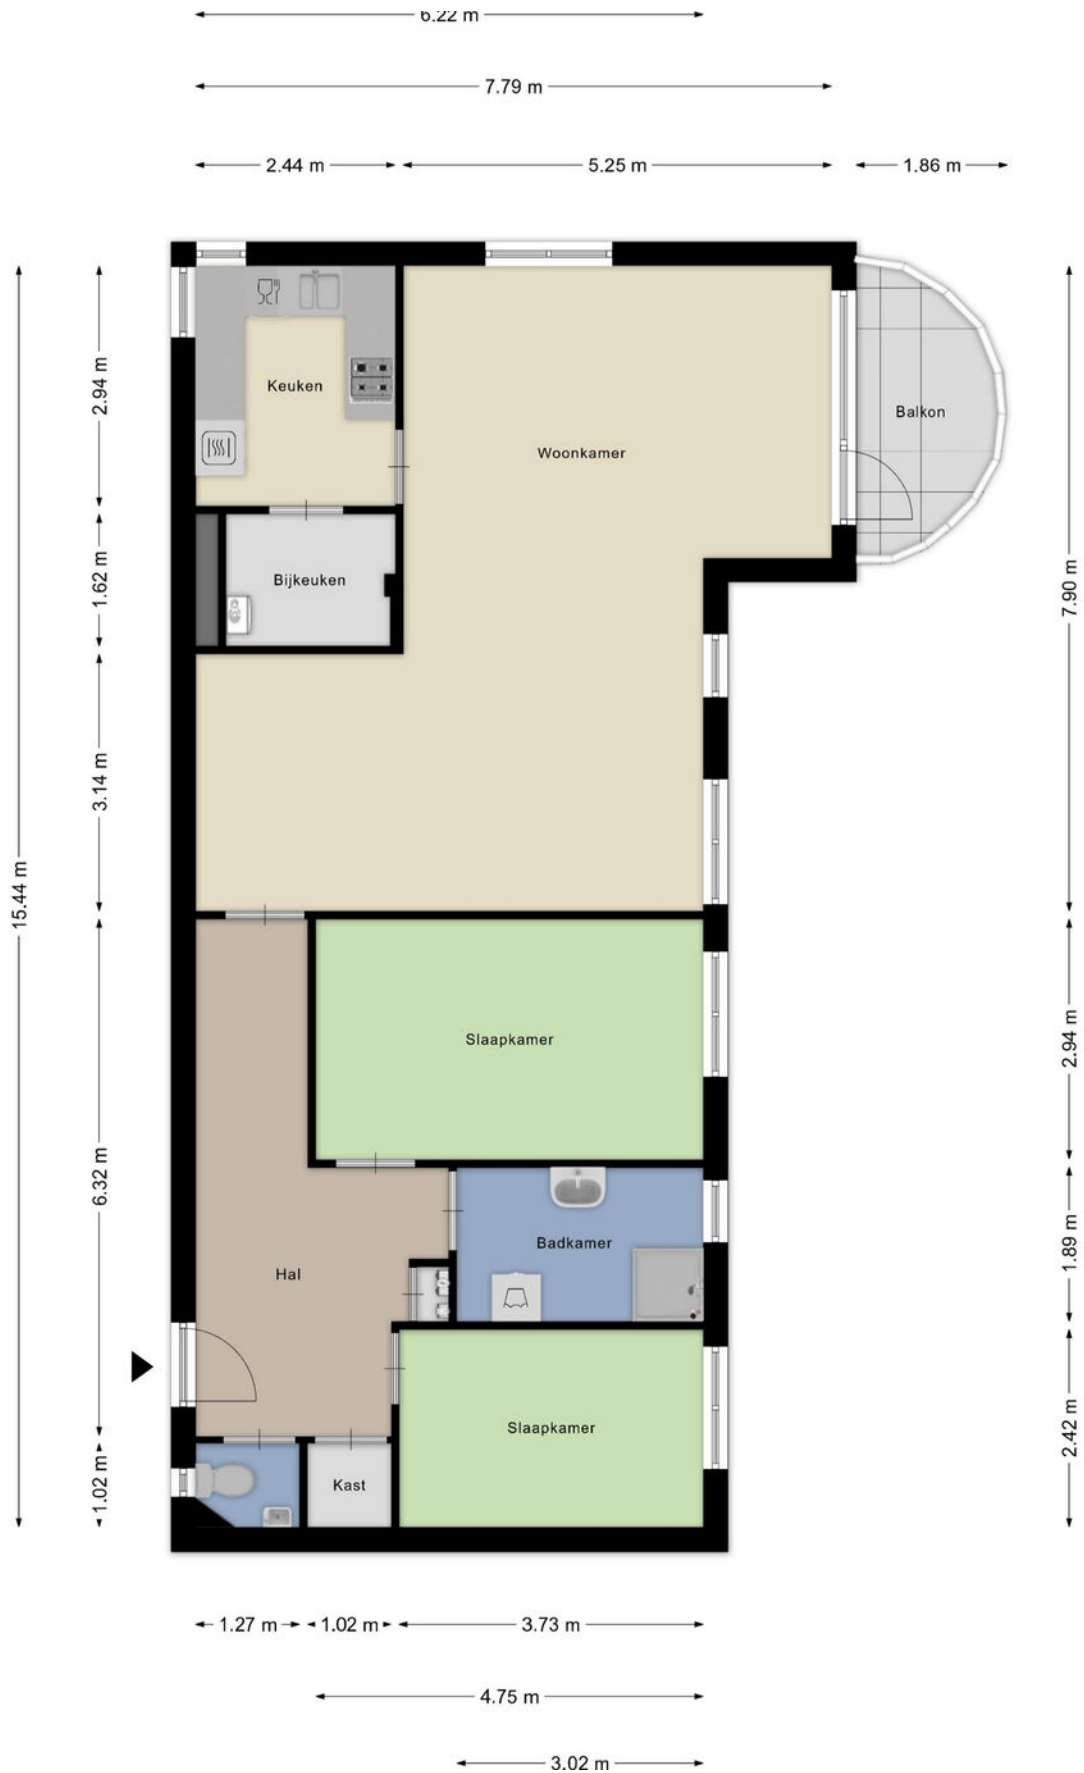 6.22 m
7.79 m
2.44 m
5.25 m
1.86 m
Keuken
Woonkamer
Balkon
2.94 m
Bijkeuken
1.62 m
7.90 m
3.14 m
15.44 m
Slaapkamer
2.94 m
6.32 m
Badkamer
1.89 m
Hal
Slaapkamer
2.42 m
Kast
1.02 m
1.27 m
1.02 m
3.73 m
4.75 m
3.02 m